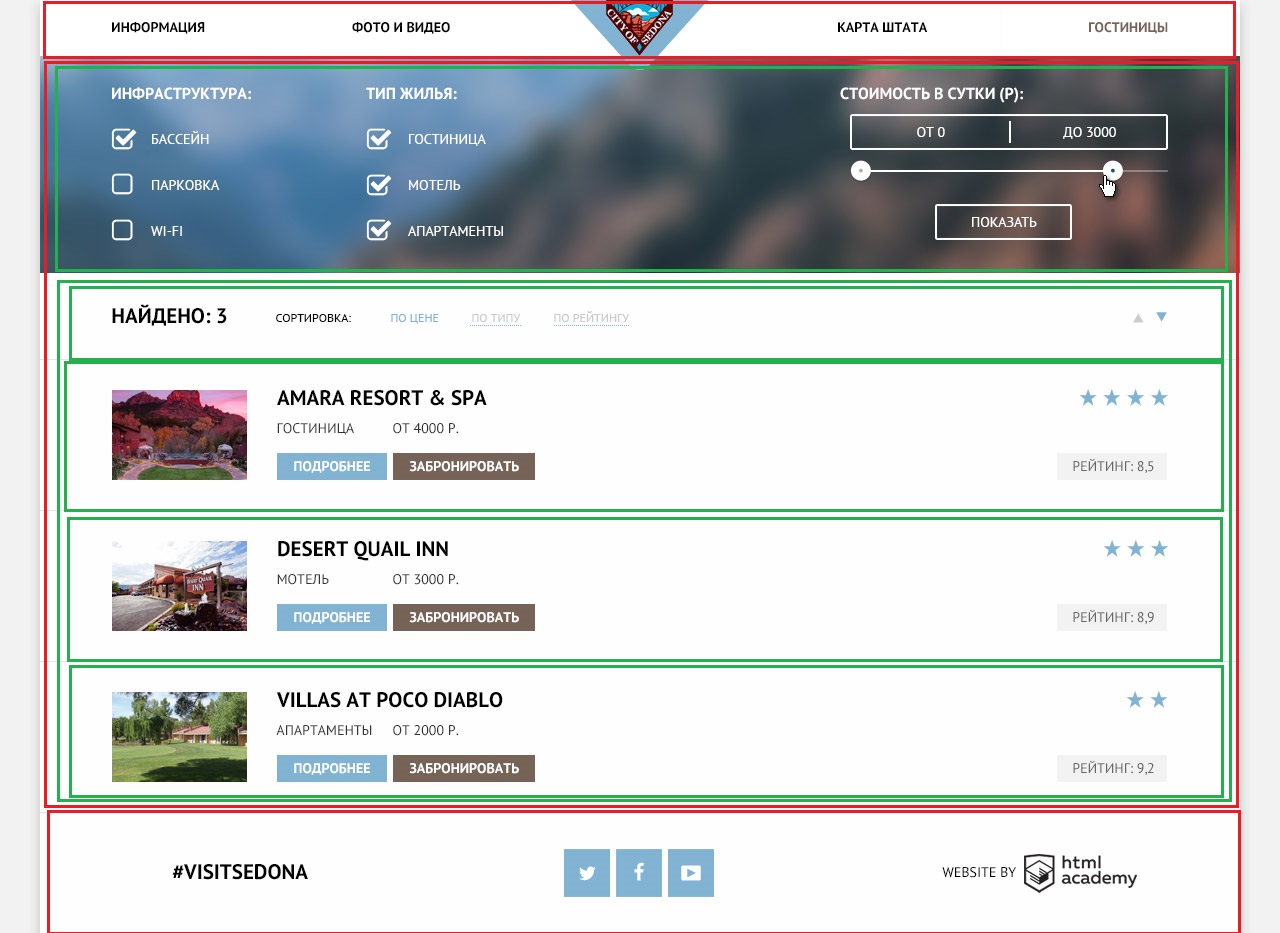 ИНФОРМАЦИЯ ФОТО И ВИДЕО CITY OF SEDONA КАРТА ШТАТА ГОСТИНИЦЫ
ИНФРАСТРУКТУРА: ТИП ЖИЛЬЯ: СТОИМОСТЬ В СУТКИ (Р):
БАССЕЙН ГОСТИНИЦА ОТ 0 ДО 3000
ПАРКОВКА МОТЕЛЬ
WI-FI АПАРТАМЕНТЫ ПОКАЗАТЬ
НАЙДЕНО: 3 СОРТИРОВКА: ПО ЦЕНЕ ПО ТИПУ ПО РЕЙТИНГУ
AMARA RESORT & SPA
ГОСТИНИЦА ОТ 4000 Р.
ПОДРОБНЕЕ ЗАБРОНИРОВАТЬ РЕЙТИНГ: 8,5
DESERT QUAIL INN
МОТЕЛЬ ОТ 3000 Р.
ПОДРОБНЕЕ ЗАБРОНИРОВАТЬ РЕЙТИНГ: 8,9
VILLAS AT POCO DIABLO
АПАРТАМЕНТЫ ОТ 2000 Р.
ПОДРОБНЕЕ ЗАБРОНИРОВАТЬ РЕЙТИНГ: 9,2
#VISITSEDONA WEBSITE BY html academy